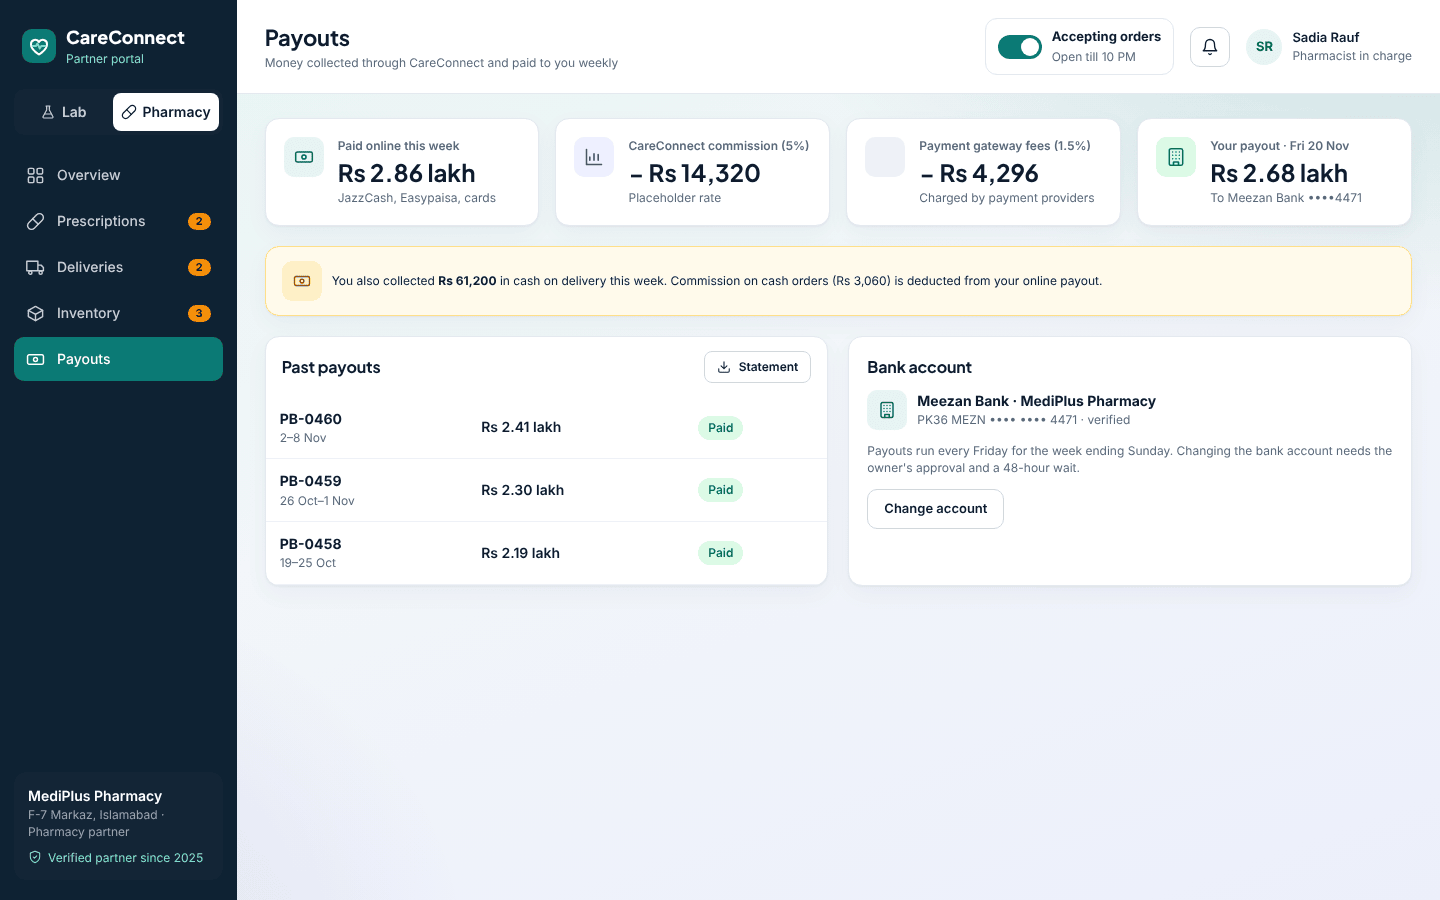 CareConnect
Partner portal
Lab
Pharmacy
Overview
Prescriptions 2
Deliveries 2
Inventory 3
Payouts
MediPlus Pharmacy
F-7 Markaz, Islamabad ·
Pharmacy partner
Verified partner since 2025
Payouts
Money collected through CareConnect and paid to you weekly
Accepting orders
Open till 10 PM
SR
Sadia Rauf
Pharmacist in charge
Paid online this week
Rs 2.86 lakh
JazzCash, Easypaisa, cards
CareConnect commission (5%)
– Rs 14,320
Placeholder rate
Payment gateway fees (1.5%)
– Rs 4,296
Charged by payment providers
Your payout · Fri 20 Nov
Rs 2.68 lakh
To Meezan Bank ••••4471
You also collected Rs 61,200 in cash on delivery this week. Commission on cash orders (Rs 3,060) is deducted from your online payout.
Past payouts
Statement
PB-0460
2–8 Nov
Rs 2.41 lakh
Paid
PB-0459
26 Oct–1 Nov
Rs 2.30 lakh
Paid
PB-0458
19–25 Oct
Rs 2.19 lakh
Paid
Bank account
Meezan Bank · MediPlus Pharmacy
PK36 MEZN •••• •••• 4471 · verified
Payouts run every Friday for the week ending Sunday. Changing the bank account needs the
owner's approval and a 48-hour wait.
Change account